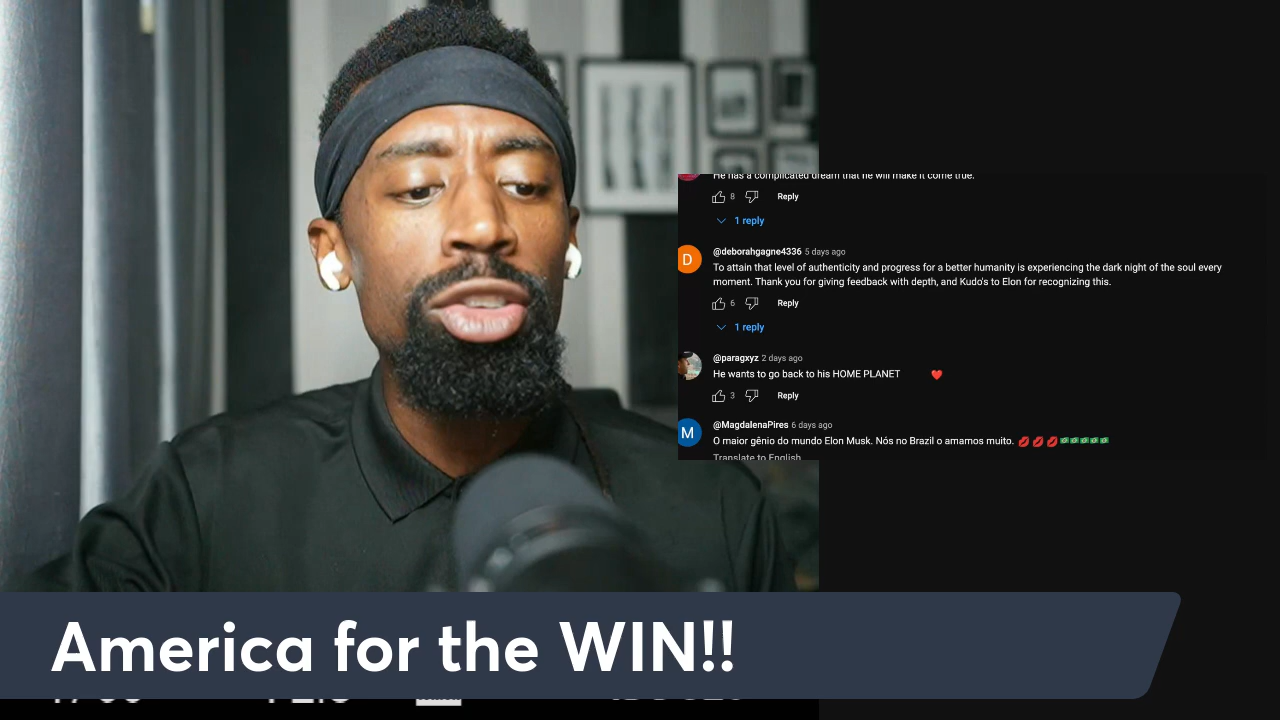 He has a complicated dream that he will make it come true.
8 Reply
1 reply
D @deborahgagne4336 5 days ago
To attain that level of authenticity and progress for a better humanity is experiencing the dark night of the soul every
moment. Thank you for giving feedback with depth, and Kudo's to Elon for recognizing this.
6 Reply
1 reply
@paragxyz 2 days ago
He wants to go back to his HOME PLANET ❤️
3 Reply
M @MagdalenaPires 6 days ago
O maior gênio do mundo Elon Musk. Nós no Brazil o amamos muito. 💋💋💋💵💵💵💵💵
Translate to English
America for the WIN!!